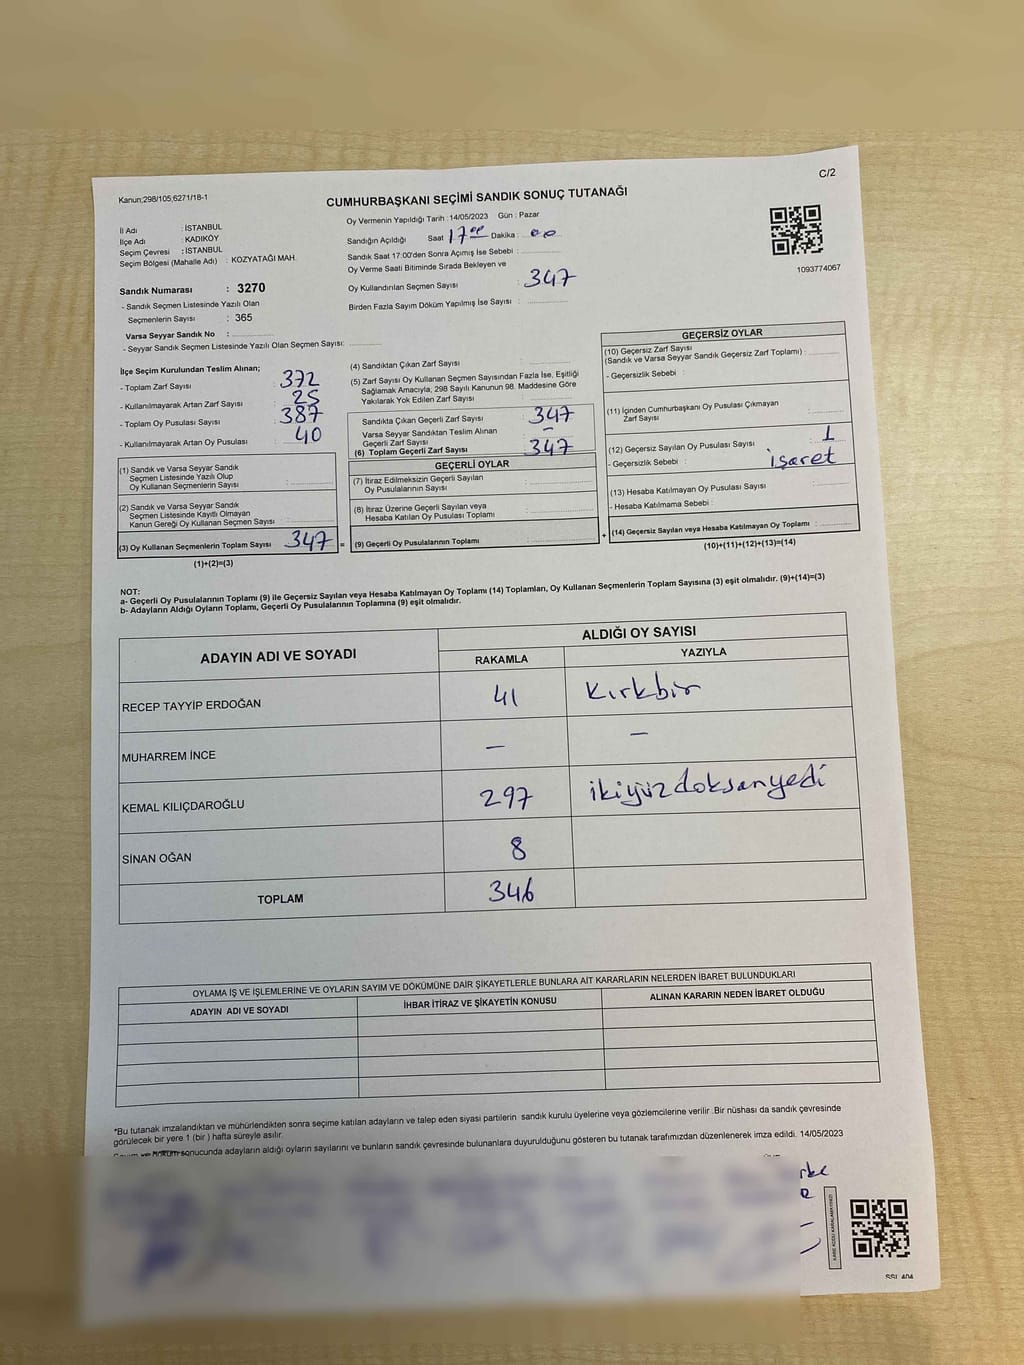 C/2
Kanun;298/105;6271/18-1
CUMHURBAŞKANI SEÇİMİ SANDIK SONUÇ TUTANAĞI
İl Adı : İSTANBUL
İlçe Adı : KADIKÖY
Seçim Çevresi : İSTANBUL
Seçim Bölgesi (Mahalle Adı) : KOZYATAĞI MAH.
Sandık Numarası : 3270
- Sandık Seçmen Listesinde Yazılı Olan
Seçmenlerin Sayısı : 365
Varsa Seyyar Sandık No :
- Seyyar Sandık Seçmen Listesinde Yazılı Olan Seçmen Sayısı:
Oy Vermenin Yapıldığı Tarih : 14/05/2023 Gün : Pazar
Sandığın Açıldığı Saat 17 00 Dakika : 00
Sandık Saat 17:00'den Sonra Açımış İse Sebebi :
Oy Verme Saati Bitiminde Sırada Bekleyen ve
Oy Kullandırılan Seçmen Sayısı : 347
Birden Fazla Sayım Döküm Yapılmış İse Sayısı :
1093774067
İlçe Seçim Kurulundan Teslim Alınan;
- Toplam Zarf Sayısı : 372
- Kullanılmayarak Artan Zarf Sayısı : 25
- Toplam Oy Pusulası Sayısı : 387
- Kullanılmayarak Artan Oy Pusulası : 40
(1) Sandık ve Varsa Seyyar Sandık
Seçmen Listesinde Yazılı Olup
Oy Kullanan Seçmenlerin Sayısı :
(2) Sandık ve Varsa Seyyar Sandık
Seçmen Listesinde Kayıtlı Olmayan
Kanun Gereği Oy Kullanan Seçmen Sayısı :
(3) Oy Kullanan Seçmenlerin Toplam Sayısı 347 =
(1)+(2)=(3)
(4) Sandıktan Çıkan Zarf Sayısı :
(5) Zarf Sayısı Oy Kullanan Seçmen Sayısından Fazla İse, Eşitliği
Sağlamak Amacıyla; 298 Sayılı Kanunun 98. Maddesine Göre
Yakılarak Yok Edilen Zarf Sayısı :
Sandıkta Çıkan Geçerli Zarf Sayısı : 347
Varsa Seyyar Sandıktan Teslim Alınan
Geçerli Zarf Sayısı : –
(6) Toplam Geçerli Zarf Sayısı : 347
GEÇERLİ OYLAR
(7) İtiraz Edilmeksizin Geçerli Sayılan
Oy Pusulalarının Sayısı :
(8) İtiraz Üzerine Geçerli Sayılan veya
Hesaba Katılan Oy Pusulası Toplamı :
(9) Geçerli Oy Pusulalarının Toplamı : +
GEÇERSİZ OYLAR
(10) Geçersiz Zarf Sayısı
(Sandık ve Varsa Seyyar Sandık Geçersiz Zarf Toplamı) :
- Geçersizlik Sebebi :
(11) İçinden Cumhurbaşkanı Oy Pusulası Çıkmayan
Zarf Sayısı :
(12) Geçersiz Sayılan Oy Pusulası Sayısı : 1
- Geçersizlik Sebebi : işaret
(13) Hesaba Katılmayan Oy Pusulası Sayısı :
- Hesaba Katılmama Sebebi :
(14) Geçersiz Sayılan veya Hesaba Katılmayan Oy Toplamı :
(10)+(11)+(12)+(13)=(14)
NOT:
a- Geçerli Oy Pusulalarının Toplamı (9) ile Geçersiz Sayılan veya Hesaba Katılmayan Oy Toplamı (14) Toplamları, Oy Kullanan Seçmenlerin Toplam Sayısına (3) eşit olmalıdır. (9)+(14)=(3)
b- Adayların Aldığı Oyların Toplamı, Geçerli Oy Pusulalarının Toplamına (9) eşit olmalıdır.
ADAYIN ADI VE SOYADI
ALDIĞI OY SAYISI
RAKAMLA YAZIYLA
RECEP TAYYİP ERDOĞAN 41 kırkbir
MUHARREM İNCE — —
KEMAL KILIÇDAROĞLU 297 ikiyüzdoksanyedi
SİNAN OĞAN 8
TOPLAM 346
OYLAMA İŞ VE İŞLEMLERİNE VE OYLARIN SAYIM VE DÖKÜMÜNE DAİR ŞİKAYETLERLE BUNLARA AİT KARARLARIN NELERDEN İBARET BULUNDUKLARI
ADAYIN ADI VE SOYADI İHBAR İTİRAZ VE ŞİKAYETİN KONUSU ALINAN KARARIN NEDEN İBARET OLDUĞU
*Bu tutanak imzalandıktan ve mühürlendikten sonra seçime katılan adayların ve talep eden siyasi partilerin sandık kurulu üyelerine veya gözlemcilerine verilir .Bir nüshası da sandık çevresinde
görülecek bir yere 1 (bir ) hafta süreyle asılır.
sonucunda adayların aldığı oyların sayılarını ve bunların sandık çevresinde bulunanlara duyurulduğunu gösteren bu tutanak tarafımızdan düzenlenerek imza edildi. 14/05/2023